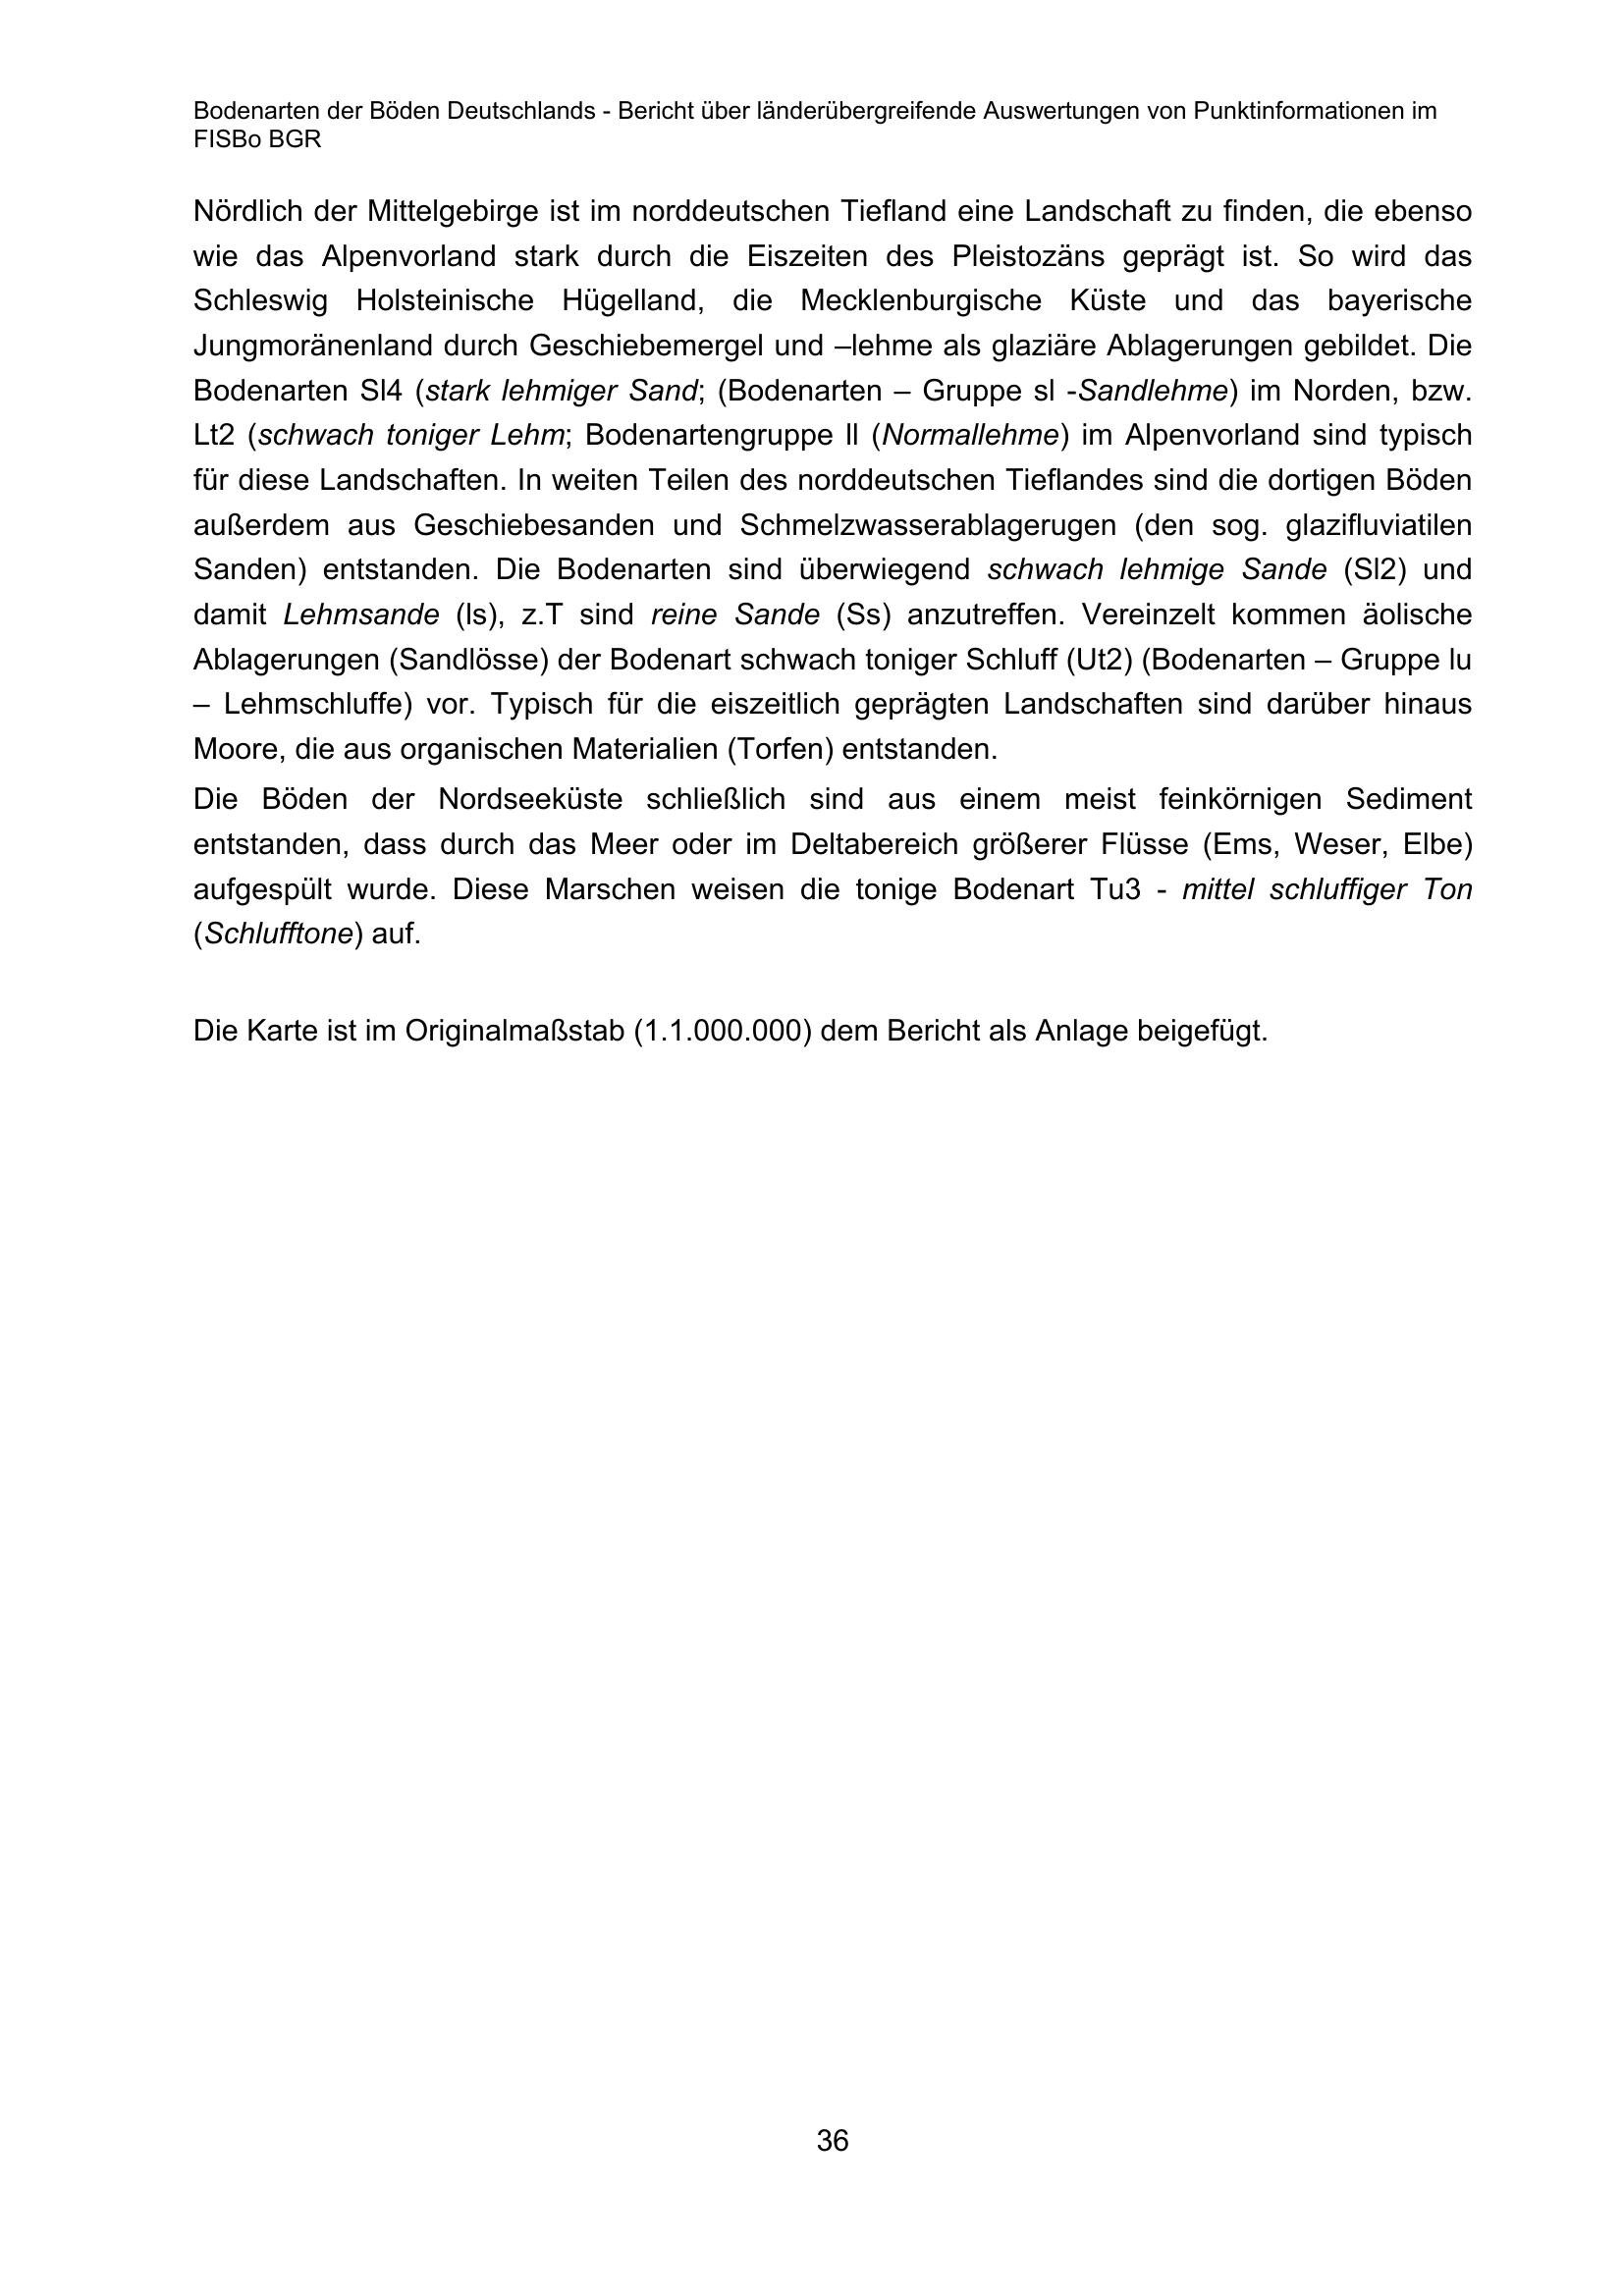 Bodenarten der Böden Deutschlands - Bericht über länderübergreifende Auswertungen von Punktinformationen im
FISBo BGR
Nördlich der Mittelgebirge ist im norddeutschen Tiefland eine Landschaft zu finden, die ebenso
wie das Alpenvorland stark durch die Eiszeiten des Pleistozäns geprägt ist. So wird das
Schleswig Holsteinische Hügelland, die Mecklenburgische Küste und das bayerische
Jungmoränenland durch Geschiebemergel und –lehme als glaziäre Ablagerungen gebildet. Die
Bodenarten Sl4 (stark lehmiger Sand; (Bodenarten – Gruppe sl -Sandlehme) im Norden, bzw.
Lt2 (schwach toniger Lehm; Bodenartengruppe ll (Normallehme) im Alpenvorland sind typisch
für diese Landschaften. In weiten Teilen des norddeutschen Tieflandes sind die dortigen Böden
außerdem aus Geschiebesanden und Schmelzwasserablagerugen (den sog. glazifluviatilen
Sanden) entstanden. Die Bodenarten sind überwiegend schwach lehmige Sande (Sl2) und
damit Lehmsande (ls), z.T sind reine Sande (Ss) anzutreffen. Vereinzelt kommen äolische
Ablagerungen (Sandlösse) der Bodenart schwach toniger Schluff (Ut2) (Bodenarten – Gruppe lu
– Lehmschluffe) vor. Typisch für die eiszeitlich geprägten Landschaften sind darüber hinaus
Moore, die aus organischen Materialien (Torfen) entstanden.
Die Böden der Nordseeküste schließlich sind aus einem meist feinkörnigen Sediment
entstanden, dass durch das Meer oder im Deltabereich größerer Flüsse (Ems, Weser, Elbe)
aufgespült wurde. Diese Marschen weisen die tonige Bodenart Tu3 - mittel schluffiger Ton
(Schlufftone) auf.
Die Karte ist im Originalmaßstab (1.1.000.000) dem Bericht als Anlage beigefügt.
36